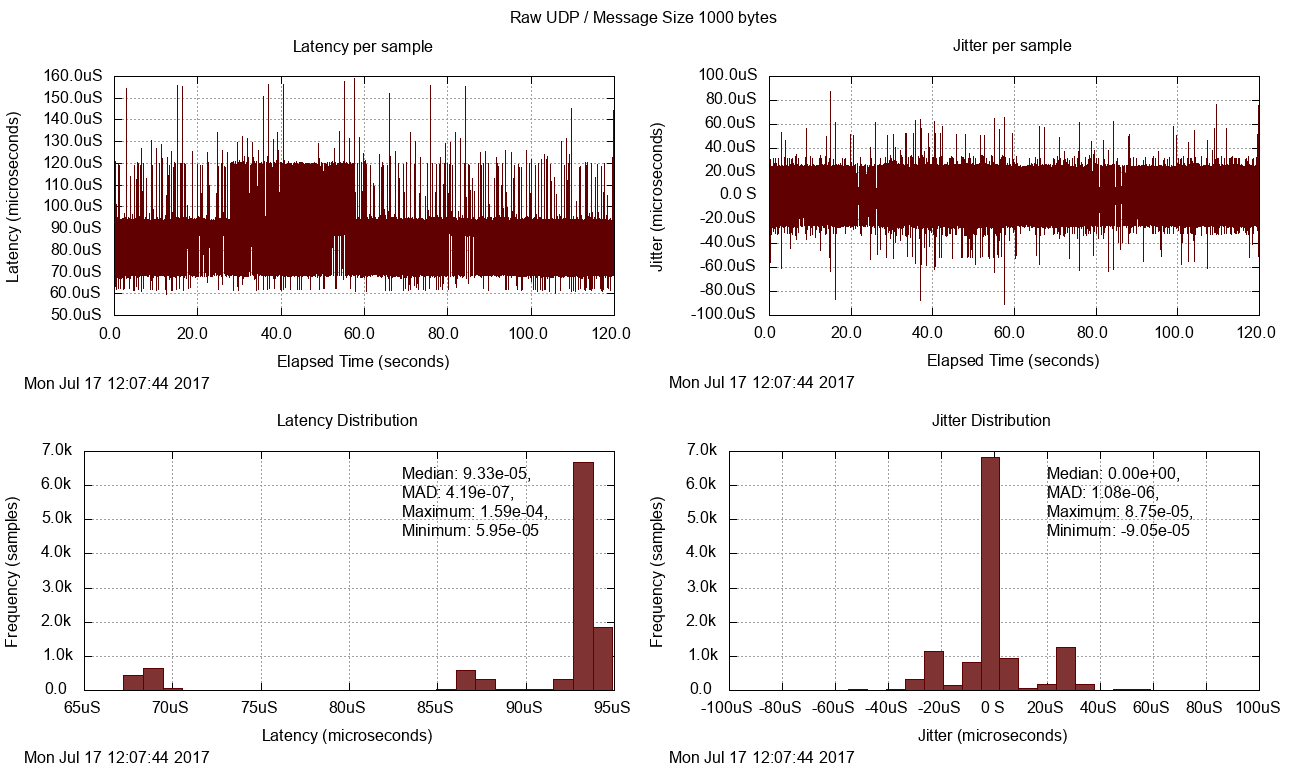 Raw UDP / Message Size 1000 bytes
Latency per sample
160.0uS
150.0uS
140.0uS
130.0uS
120.0uS
110.0uS
100.0uS
90.0uS
80.0uS
70.0uS
60.0uS
50.0uS
Latency (microseconds)
0.0 20.0 40.0 60.0 80.0 100.0 120.0
Elapsed Time (seconds)
Mon Jul 17 12:07:44 2017
Jitter per sample
100.0uS
80.0uS
60.0uS
40.0uS
20.0uS
0.0 S
-20.0uS
-40.0uS
-60.0uS
-80.0uS
-100.0uS
Jitter (microseconds)
0.0 20.0 40.0 60.0 80.0 100.0 120.0
Elapsed Time (seconds)
Mon Jul 17 12:07:44 2017
Latency Distribution
7.0k
6.0k
5.0k
4.0k
3.0k
2.0k
1.0k
0.0
Frequency (samples)
Median: 9.33e-05,
MAD: 4.19e-07,
Maximum: 1.59e-04,
Minimum: 5.95e-05
65uS 70uS 75uS 80uS 85uS 90uS 95uS
Latency (microseconds)
Mon Jul 17 12:07:44 2017
Jitter Distribution
7.0k
6.0k
5.0k
4.0k
3.0k
2.0k
1.0k
0.0
Frequency (samples)
Median: 0.00e+00,
MAD: 1.08e-06,
Maximum: 8.75e-05,
Minimum: -9.05e-05
-100uS -80uS -60uS -40uS -20uS 0 S 20uS 40uS 60uS 80uS 100uS
Jitter (microseconds)
Mon Jul 17 12:07:44 2017